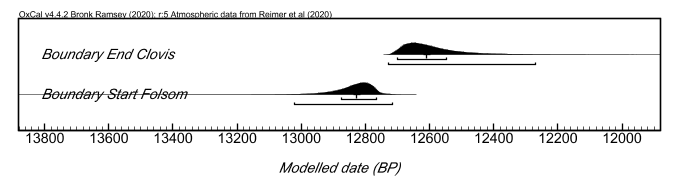 OxCal v4.4.2 Bronk Ramsey (2020); r:5 Atmospheric data from Reimer et al (2020)
Boundary End Clovis
Boundary Start Folsom
13800 13600 13400 13200 13000 12800 12600 12400 12200 12000
Modelled date (BP)